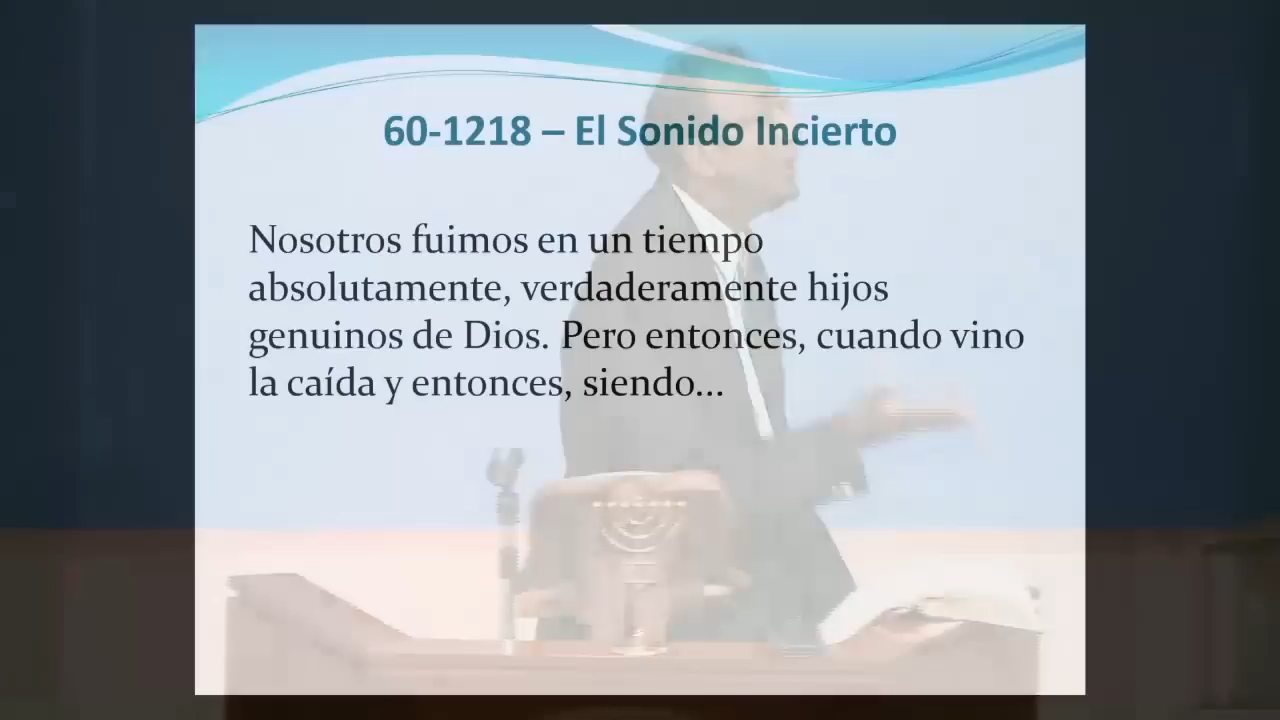 60-1218 – El Sonido Incierto
Nosotros fuimos en un tiempo
absolutamente, verdaderamente hijos
genuinos de Dios. Pero entonces, cuando vino
la caída y entonces, siendo...